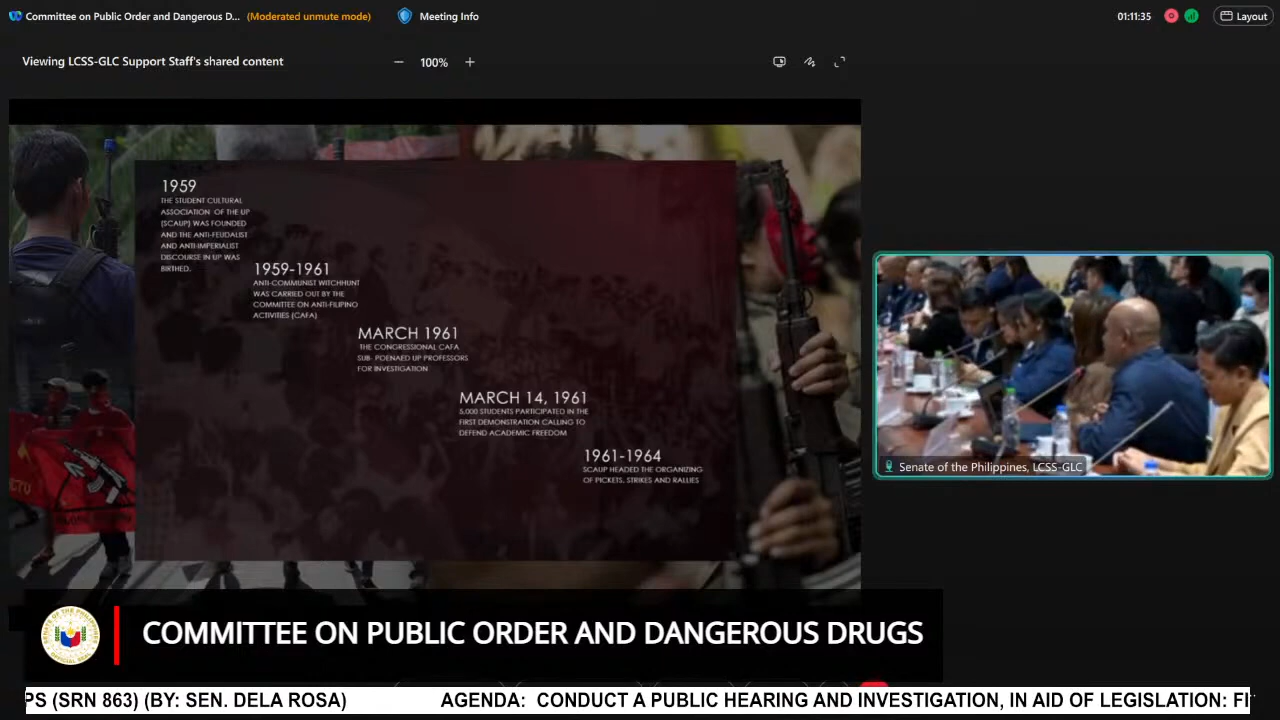 Committee on Public Order and Dangerous D... (Moderated unmute mode)
Meeting Info
01:11:35
Layout
Viewing LCSS-GLC Support Staff's shared content
100%
1959
THE STUDENT CULTURAL
ASSOCIATION OF THE UP
(SCAUP) WAS FOUNDED
AND THE ANTI-FEUDALIST
AND ANTI-IMPERIALIST
DISCOURSE IN UP WAS
BIRTHED.
1959-1961
ANTI-COMMUNIST WITCHHUNT
WAS CARRIED OUT BY THE
COMMITTEE ON ANTI-FILIPINO
ACTIVITIES (CAFA)
MARCH 1961
THE CONGRESSIONAL CAFA
SUB- POENAED UP PROFESSORS
FOR INVESTIGATION
MARCH 14, 1961
5,000 STUDENTS PARTICIPATED IN THE
FIRST DEMONSTRATION CALLING TO
DEFEND ACADEMIC FREEDOM
1961-1964
SCAUP HEADED THE ORGANIZING
OF PICKETS, STRIKES AND RALLIES
Senate of the Philippines, LCSS-GLC
COMMITTEE ON PUBLIC ORDER AND DANGEROUS DRUGS
PS (SRN 863) (BY: SEN. DELA ROSA) AGENDA: CONDUCT A PUBLIC HEARING AND INVESTIGATION, IN AID OF LEGISLATION: FI